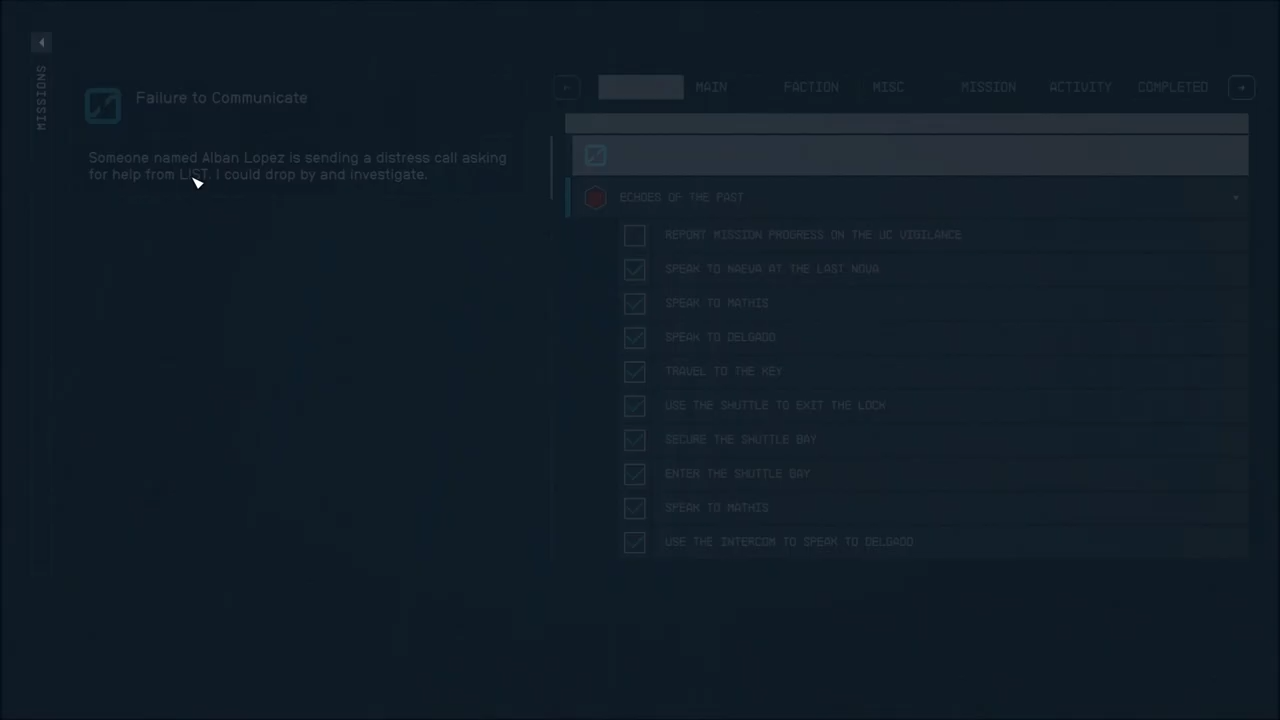 MISSIONS
Failure to Communicate
Someone named Alban Lopez is sending a distress call asking
for help from LIST. I could drop by and investigate.
MAIN FACTION MISC MISSION ACTIVITY COMPLETED
ECHOES OF THE PAST
REPORT MISSION PROGRESS ON THE UC VIGILANCE
SPEAK TO NAEVA AT THE LAST NOVA
SPEAK TO MATHIS
SPEAK TO DELGADO
TRAVEL TO THE KEY
USE THE SHUTTLE TO EXIT THE LOCK
SECURE THE SHUTTLE BAY
ENTER THE SHUTTLE BAY
SPEAK TO MATHIS
USE THE INTERCOM TO SPEAK TO DELGADO